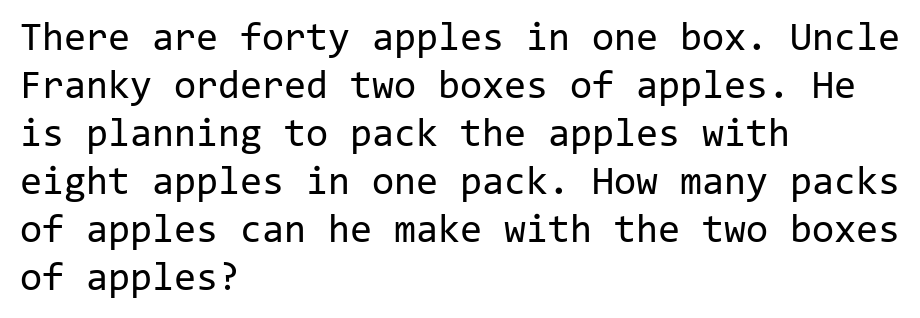 There are forty apples in one box. Uncle
Franky ordered two boxes of apples. He
is planning to pack the apples with
eight apples in one pack. How many packs
of apples can he make with the two boxes
of apples?